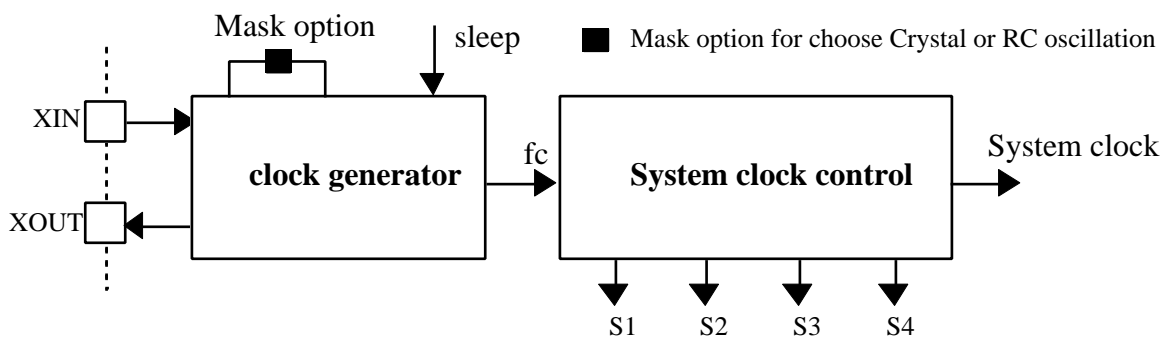 Mask option
sleep
Mask option for choose Crystal or RC oscillation
XIN
clock generator
fc
System clock control
System clock
XOUT
S1
S2
S3
S4